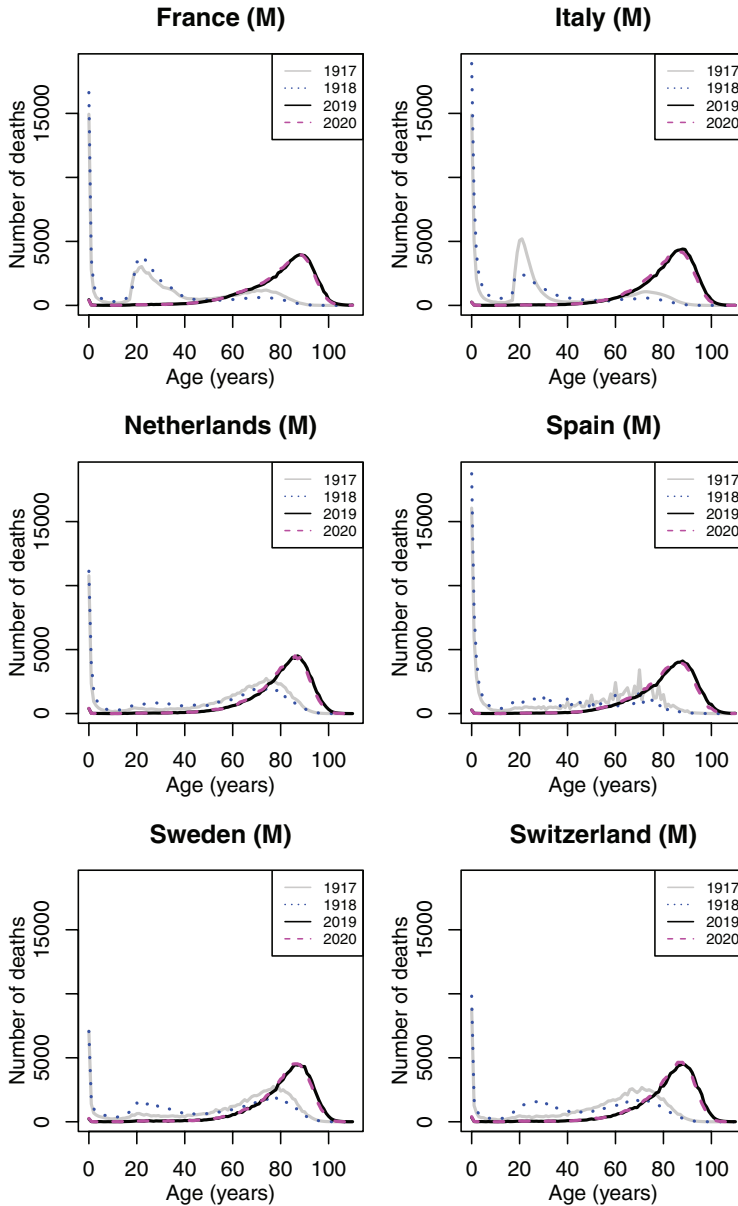 France (M)
Number of deaths
0 5000 15000
1917
1918
2019
2020
0 20 40 60 80 100
Age (years)
Italy (M)
Number of deaths
0 5000 15000
1917
1918
2019
2020
0 20 40 60 80 100
Age (years)
Netherlands (M)
Number of deaths
0 5000 15000
1917
1918
2019
2020
0 20 40 60 80 100
Age (years)
Spain (M)
Number of deaths
0 5000 15000
1917
1918
2019
2020
0 20 40 60 80 100
Age (years)
Sweden (M)
Number of deaths
0 5000 15000
1917
1918
2019
2020
0 20 40 60 80 100
Age (years)
Switzerland (M)
Number of deaths
0 5000 15000
1917
1918
2019
2020
0 20 40 60 80 100
Age (years)